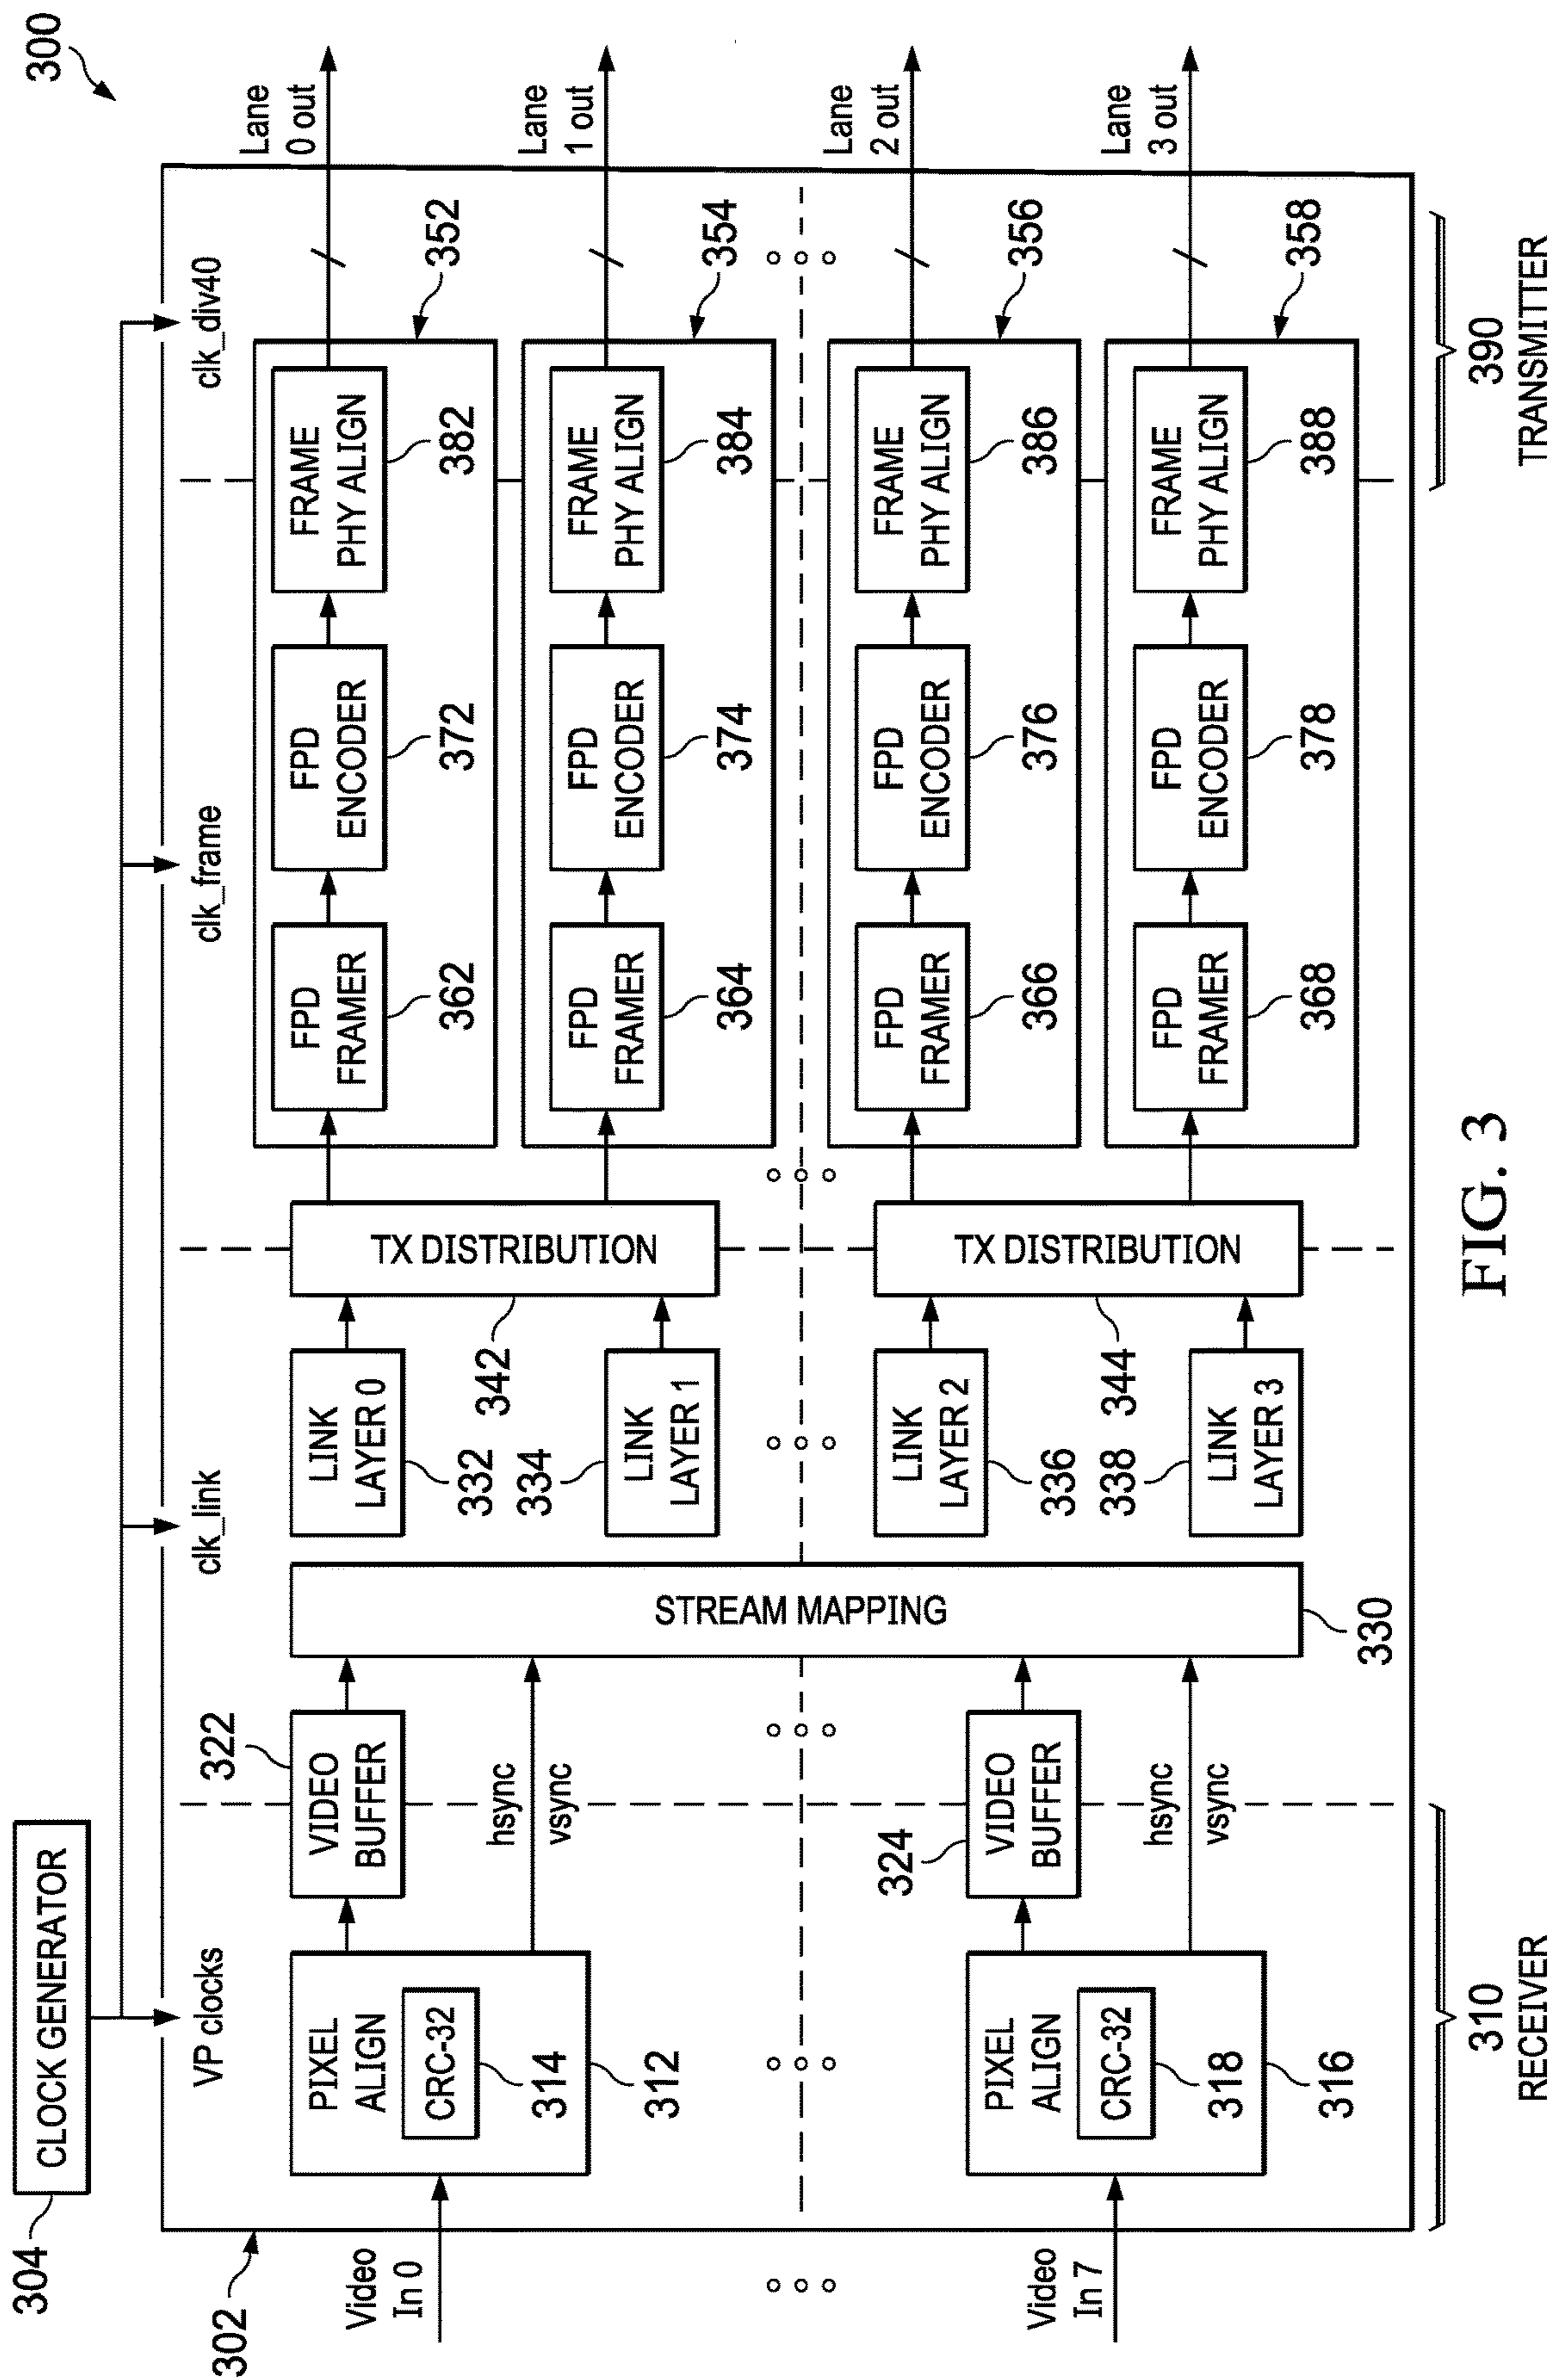 300
304
CLOCK GENERATOR
302
VP clocks
clk_link
clk_frame
clk_div40
Video
In 0
PIXEL
ALIGN
CRC-32
314
312
VIDEO
BUFFER
322
hsync
vsync
STREAM MAPPING
330
LINK
LAYER 0
332
LINK
LAYER 1
334
TX DISTRIBUTION
342
FPD
FRAMER
362
FPD
ENCODER
372
FRAME
PHY ALIGN
382
352
Lane
0 out
FPD
FRAMER
364
FPD
ENCODER
374
FRAME
PHY ALIGN
384
354
Lane
1 out
Video
In 7
PIXEL
ALIGN
CRC-32
318
316
VIDEO
BUFFER
324
hsync
vsync
LINK
LAYER 2
336
LINK
LAYER 3
338
TX DISTRIBUTION
344
FPD
FRAMER
366
FPD
ENCODER
376
FRAME
PHY ALIGN
386
356
Lane
2 out
FPD
FRAMER
368
FPD
ENCODER
378
FRAME
PHY ALIGN
388
358
Lane
3 out
310
RECEIVER
390
TRANSMITTER
FIG. 3